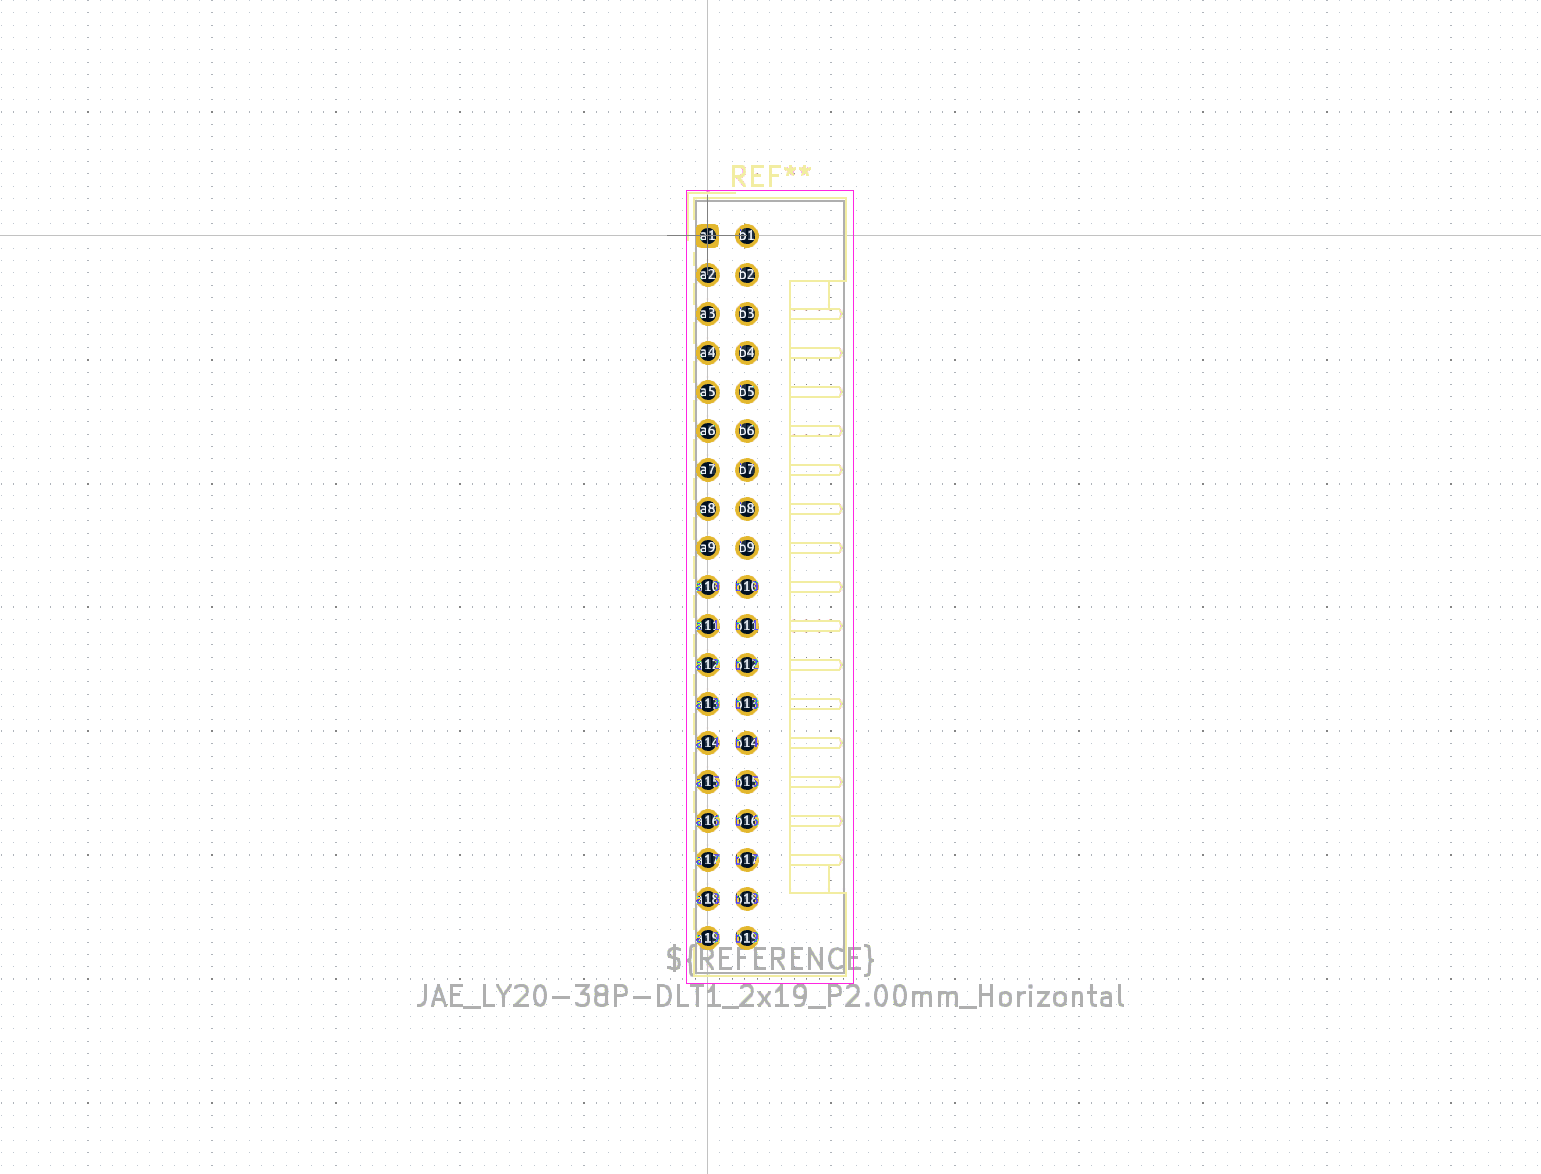 REF**
a1 b1
a2 b2
a3 b3
a4 b4
a5 b5
a6 b6
a7 b7
a8 b8
a9 b9
a10 b10
a11 b11
a12 b12
a13 b13
a14 b14
a15 b15
a16 b16
a17 b17
a18 b18
a19 b19
${REFERENCE}
JAE_LY20-38P-DLT1_2x19_P2.00mm_Horizontal